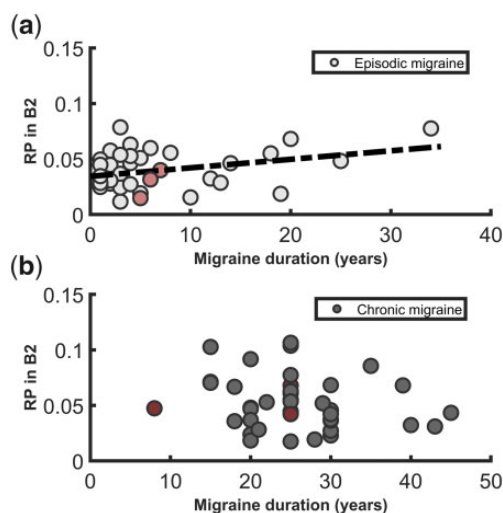 (a)
0.15
Episodic migraine
0.1
RP in B2
0.05
0
0 10 20 30 40
Migraine duration (years)
(b)
0.15
Chronic migraine
0.1
RP in B2
0.05
0
0 10 20 30 40 50
Migraine duration (years)